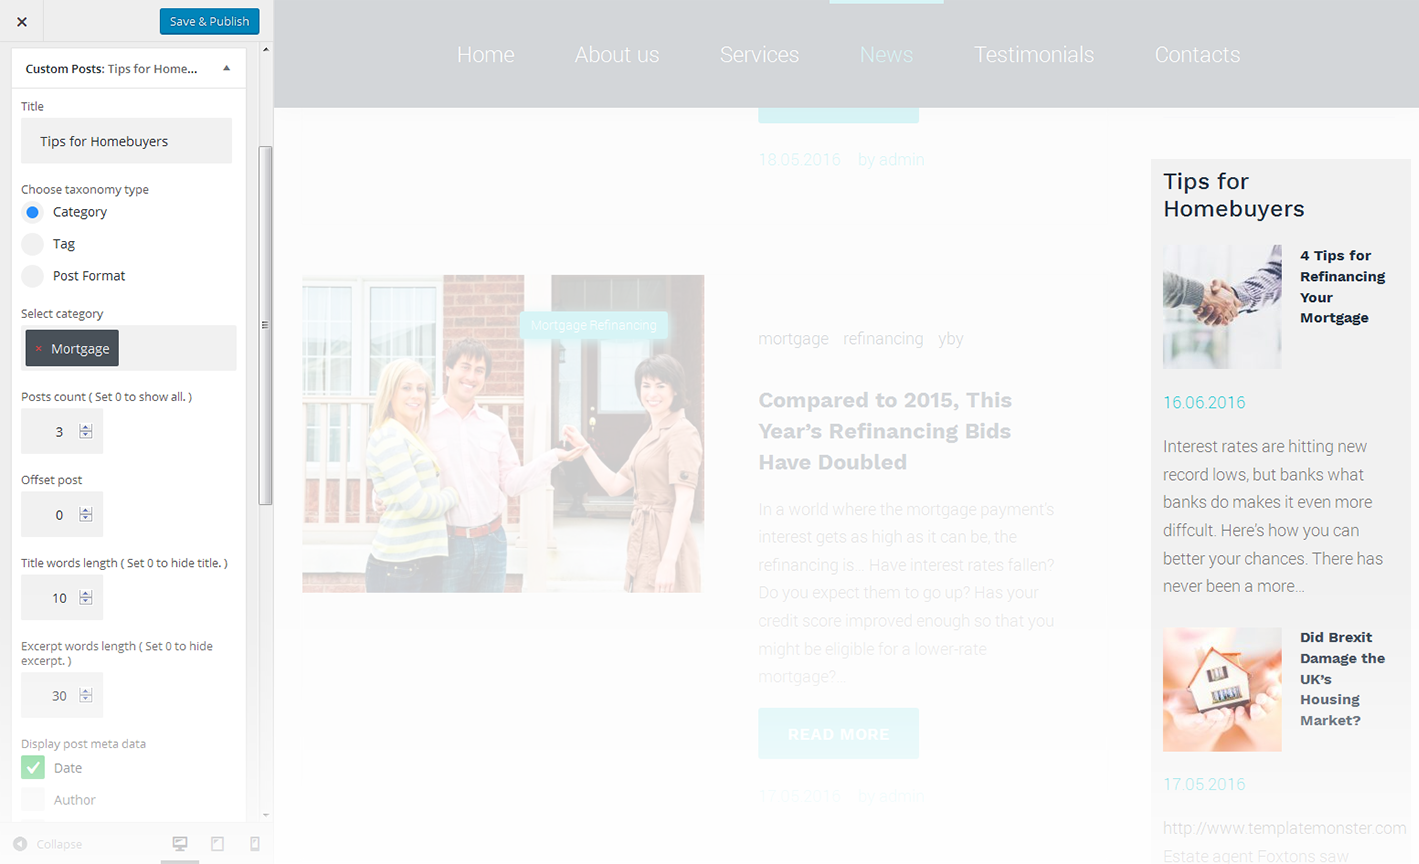 Save & Publish
Custom Posts: Tips for Home...
Title
Tips for Homebuyers
Choose taxonomy type
Category
Tag
Post Format
Select category
× Mortgage
Posts count ( Set 0 to show all. )
3
Offset post
0
Title words length ( Set 0 to hide title. )
10
Excerpt words length ( Set 0 to hide
excerpt. )
30
Display post meta data
Date
Author
Collapse
Home About us Services News Testimonials Contacts
18.05.2016 by admin
Mortgage Refinancing
mortgage refinancing yby
Compared to 2015, This
Year’s Refinancing Bids
Have Doubled
In a world where the mortgage payment’s
interest gets as high as it can be, the
refinancing is… Have interest rates fallen?
Do you expect them to go up? Has your
credit score improved enough so that you
might be eligible for a lower-rate
mortgage?…
READ MORE
17.05.2016 by admin
Tips for
Homebuyers
4 Tips for
Refinancing
Your
Mortgage
16.06.2016
Interest rates are hitting new
record lows, but banks what
banks do makes it even more
diffcult. Here’s how you can
better your chances. There has
never been a more…
Did Brexit
Damage the
UK’s
Housing
Market?
17.05.2016
http://www.templatemonster.com
Estate agent Foxtons saw